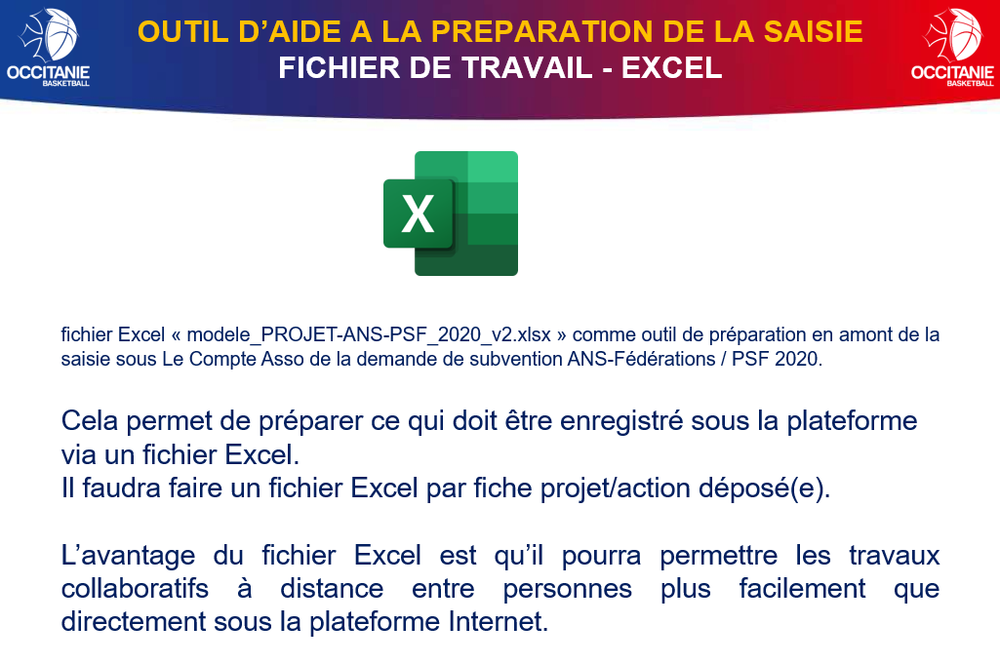 OUTIL D’AIDE A LA PREPARATION DE LA SAISIE
FICHIER DE TRAVAIL - EXCEL
OCCITANIE
BASKETBALL
OCCITANIE
BASKETBALL
X
fichier Excel « modele_PROJET-ANS-PSF_2020_v2.xlsx » comme outil de préparation en amont de la
saisie sous Le Compte Asso de la demande de subvention ANS-Fédérations / PSF 2020.
Cela permet de préparer ce qui doit être enregistré sous la plateforme
via un fichier Excel.
Il faudra faire un fichier Excel par fiche projet/action déposé(e).
L’avantage du fichier Excel est qu’il pourra permettre les travaux
collaboratifs à distance entre personnes plus facilement que
directement sous la plateforme Internet.